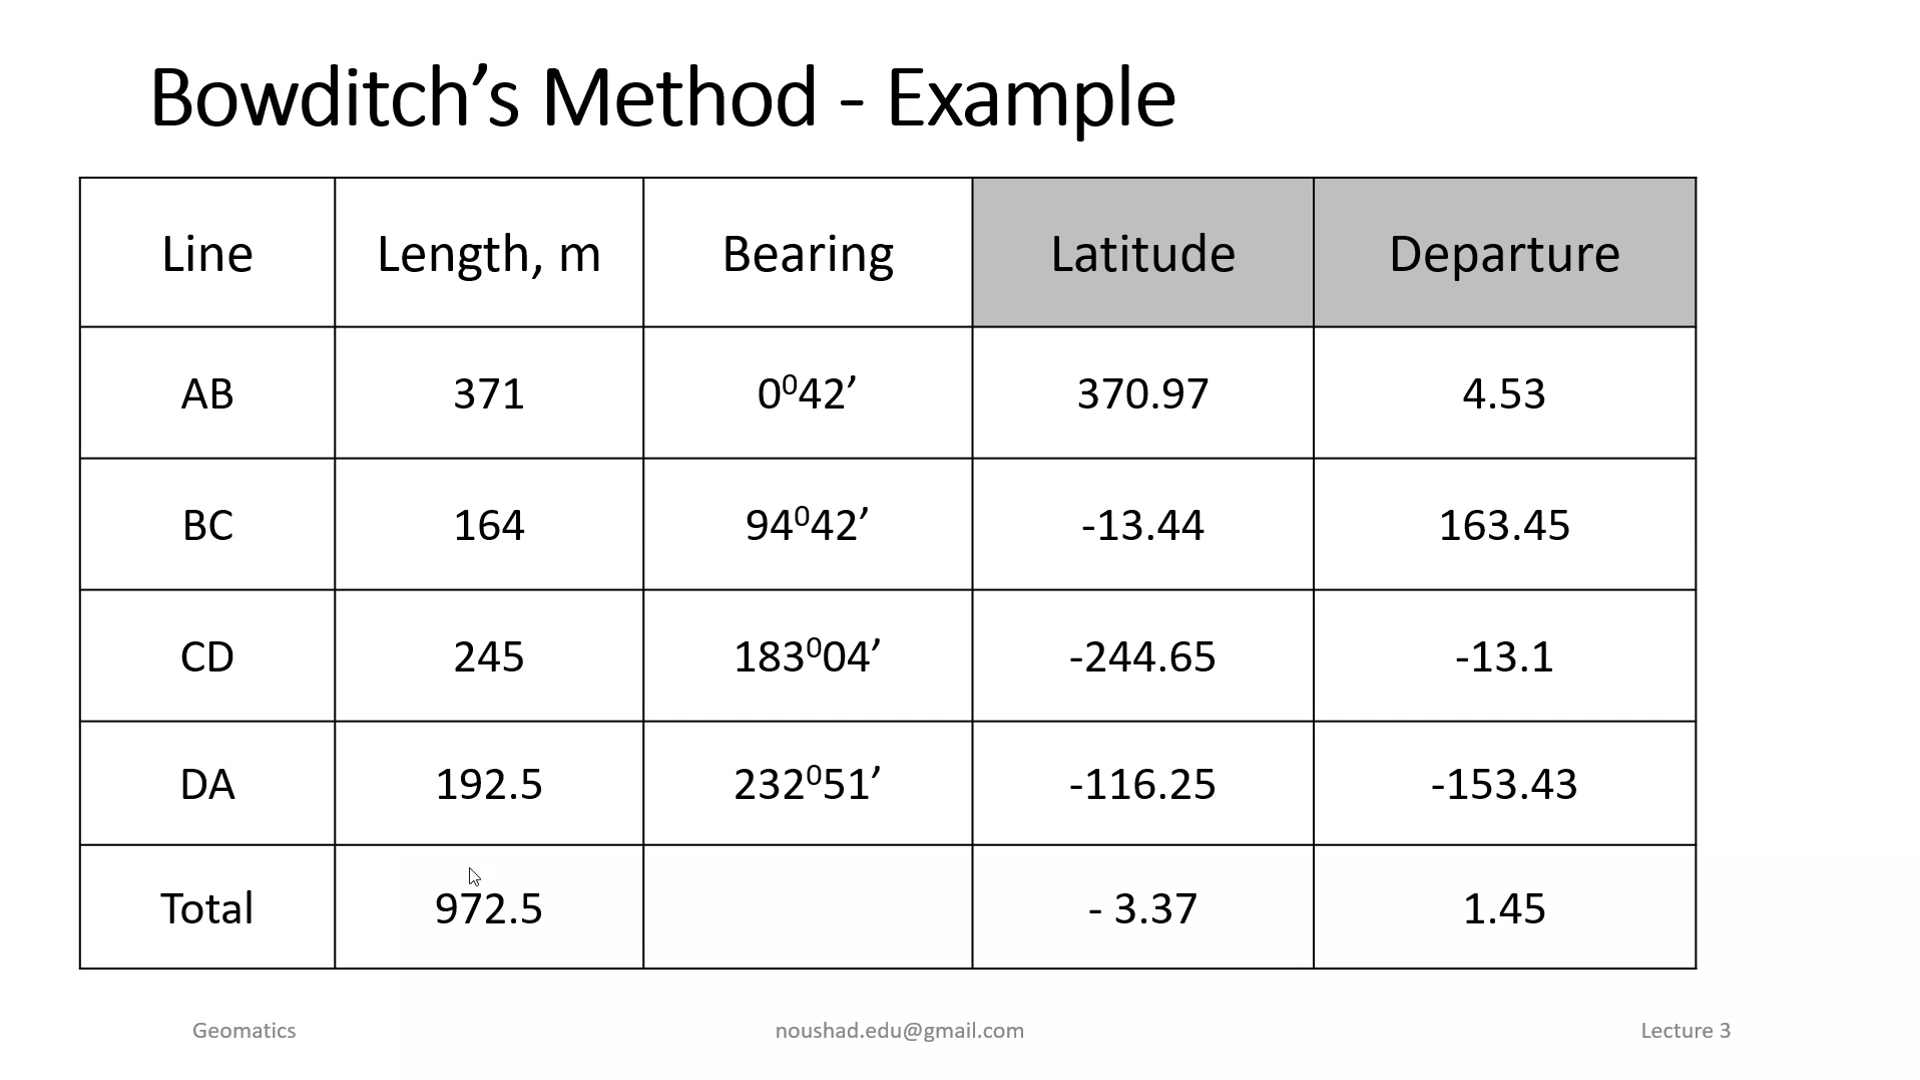 Bowditch’s Method - Example
Line Length, m Bearing Latitude Departure
AB 371 0⁰42’ 370.97 4.53
BC 164 94⁰42’ -13.44 163.45
CD 245 183⁰04’ -244.65 -13.1
DA 192.5 232⁰51’ -116.25 -153.43
Total 972.5 - 3.37 1.45
Geomatics noushad.edu@gmail.com Lecture 3